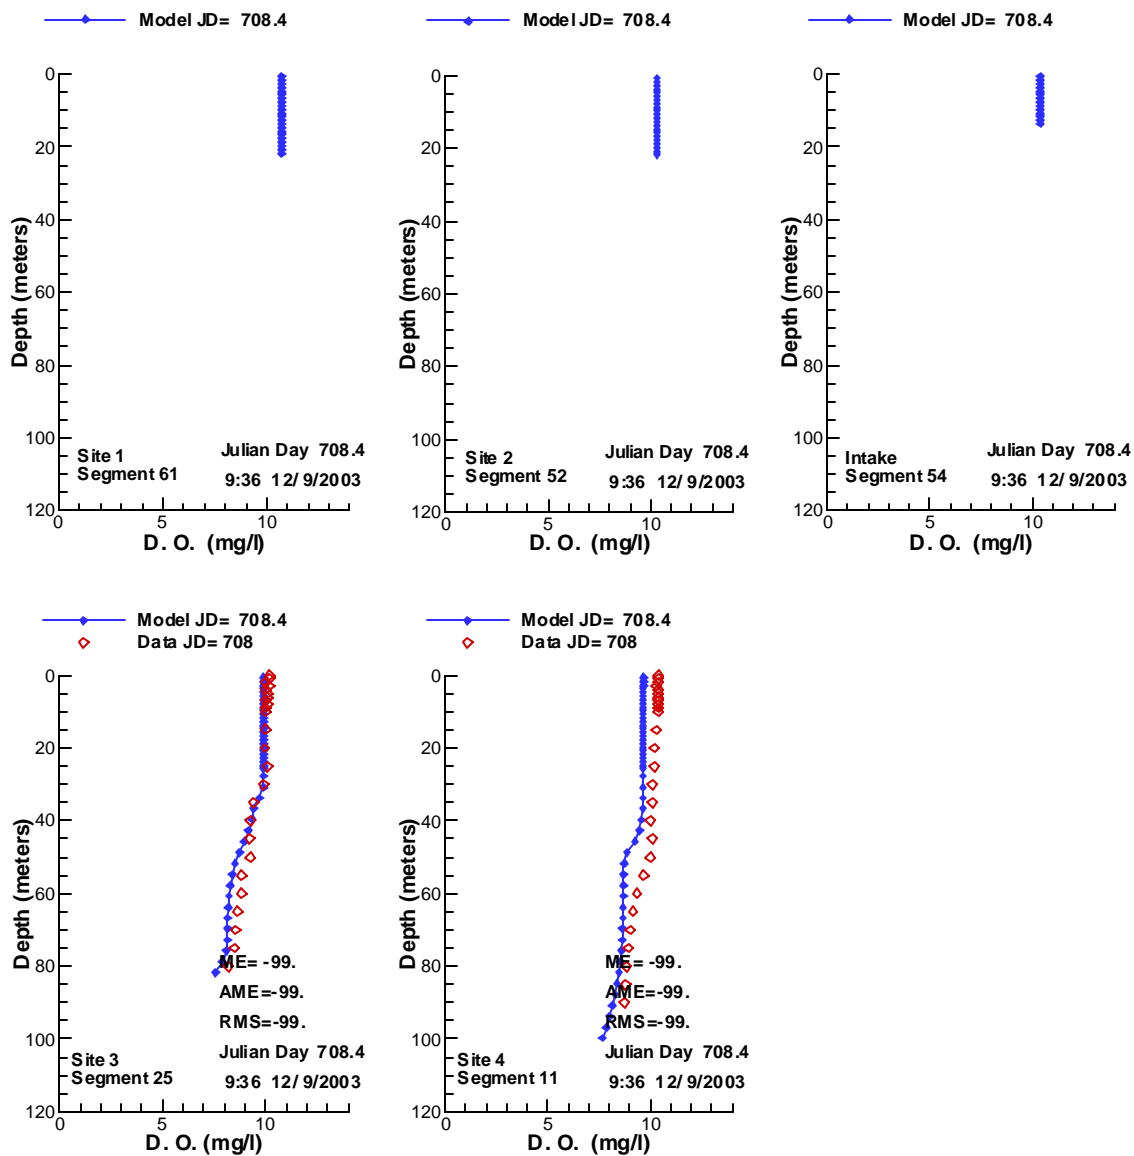 Model JD= 708.4
0
20
40
60
80
100
120
Depth (meters)
Site 1
Segment 61
Julian Day 708.4
9:36 12/ 9/2003
0 5 10
D. O. (mg/l)
Model JD= 708.4
0
20
40
60
80
100
120
Depth (meters)
Site 2
Segment 52
Julian Day 708.4
9:36 12/ 9/2003
0 5 10
D. O. (mg/l)
Model JD= 708.4
0
20
40
60
80
100
120
Depth (meters)
Intake
Segment 54
Julian Day 708.4
9:36 12/ 9/2003
0 5 10
D. O. (mg/l)
Model JD= 708.4
Data JD= 708
0
20
40
60
80
100
120
Depth (meters)
ME= -99.
AME=-99.
RMS=-99.
Site 3
Segment 25
Julian Day 708.4
9:36 12/ 9/2003
0 5 10
D. O. (mg/l)
Model JD= 708.4
Data JD= 708
0
20
40
60
80
100
120
Depth (meters)
ME= -99.
AME=-99.
RMS=-99.
Site 4
Segment 11
Julian Day 708.4
9:36 12/ 9/2003
0 5 10
D. O. (mg/l)